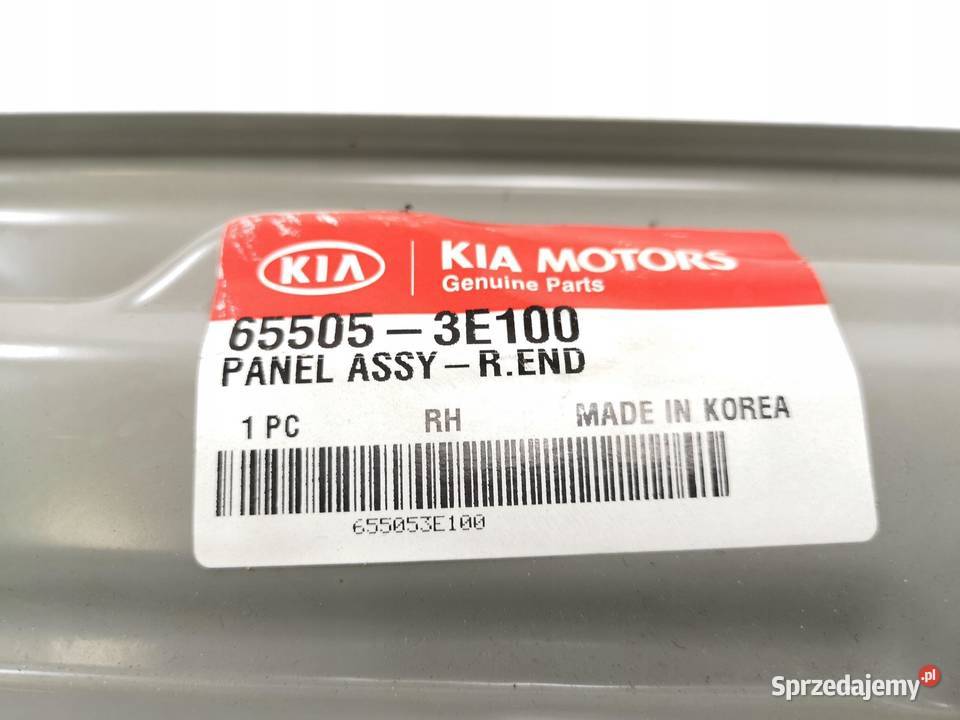 KIA
KIA MOTORS
Genuine Parts
65505-3E100
PANEL ASSY-R.END
1 PC RH MADE IN KOREA
655053E100
Sprzedajemy.pl